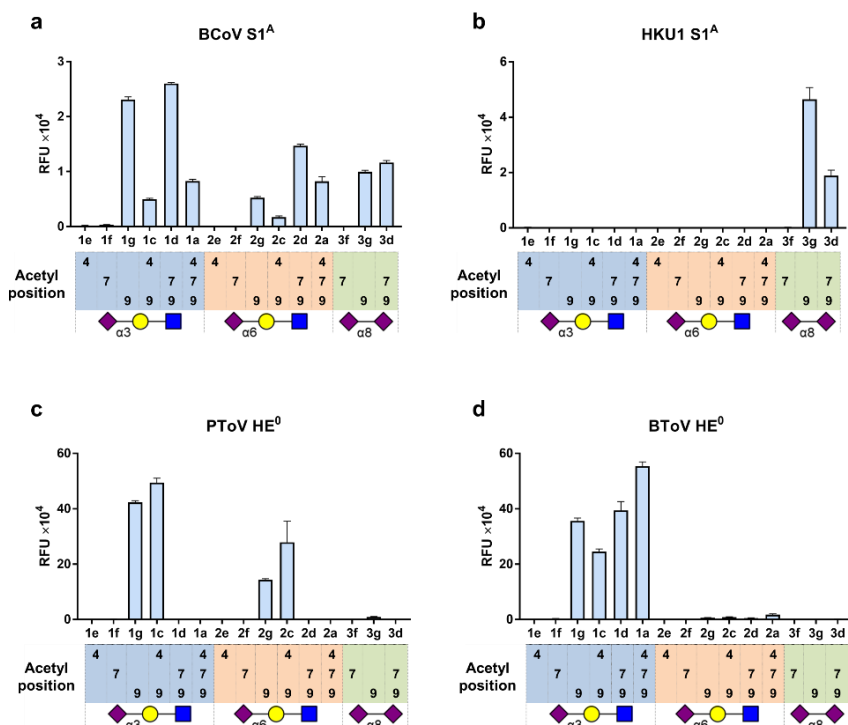 a
BCoV S1ᴬ
RFU ×10⁴
3
2
1
0
1e 1f 1g 1c 1d 1a 2e 2f 2g 2c 2d 2a 3f 3g 3d
Acetyl position
4 4 4 4 4 4
7 7 7 7 7 7 7 7
9 9 9 9 9 9 9 9 9 9
α3 α6 α8
b
HKU1 S1ᴬ
RFU ×10⁴
6
4
2
0
1e 1f 1g 1c 1d 1a 2e 2f 2g 2c 2d 2a 3f 3g 3d
Acetyl position
4 4 4 4 4 4
7 7 7 7 7 7 7 7
9 9 9 9 9 9 9 9 9 9
α3 α6 α8
c
PToV HE⁰
RFU ×10⁴
60
40
20
0
1e 1f 1g 1c 1d 1a 2e 2f 2g 2c 2d 2a 3f 3g 3d
Acetyl position
4 4 4 4 4 4
7 7 7 7 7 7 7 7
9 9 9 9 9 9 9 9 9 9
α3 α6 α8
d
BToV HE⁰
RFU ×10⁴
60
40
20
0
1e 1f 1g 1c 1d 1a 2e 2f 2g 2c 2d 2a 3f 3g 3d
Acetyl position
4 4 4 4 4 4
7 7 7 7 7 7 7 7
9 9 9 9 9 9 9 9 9 9
α3 α6 α8